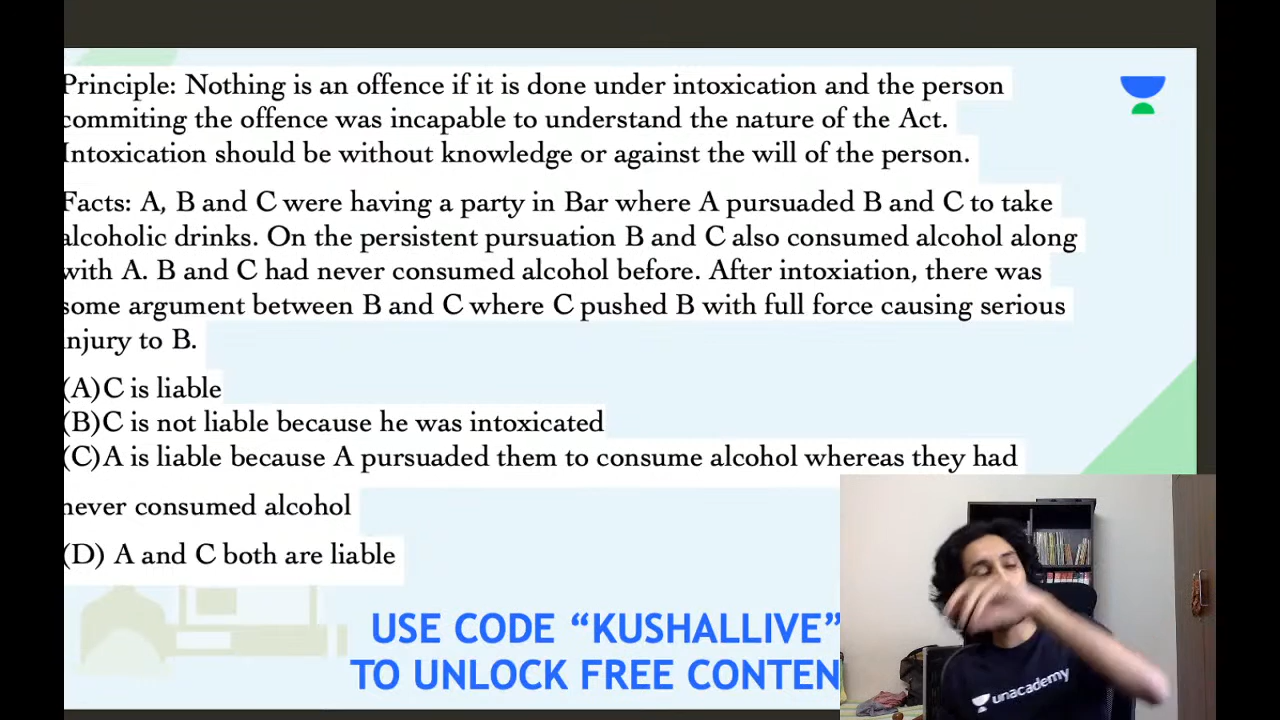 Principle: Nothing is an offence if it is done under intoxication and the person
commiting the offence was incapable to understand the nature of the Act.
Intoxication should be without knowledge or against the will of the person.
Facts: A, B and C were having a party in Bar where A pursuaded B and C to take
alcoholic drinks. On the persistent pursuation B and C also consumed alcohol along
with A. B and C had never consumed alcohol before. After intoxiation, there was
some argument between B and C where C pushed B with full force causing serious
injury to B.
(A)C is liable
(B)C is not liable because he was intoxicated
(C)A is liable because A pursuaded them to consume alcohol whereas they had
never consumed alcohol
(D) A and C both are liable
USE CODE “KUSHALLIVE”
TO UNLOCK FREE CONTEN
unacademy